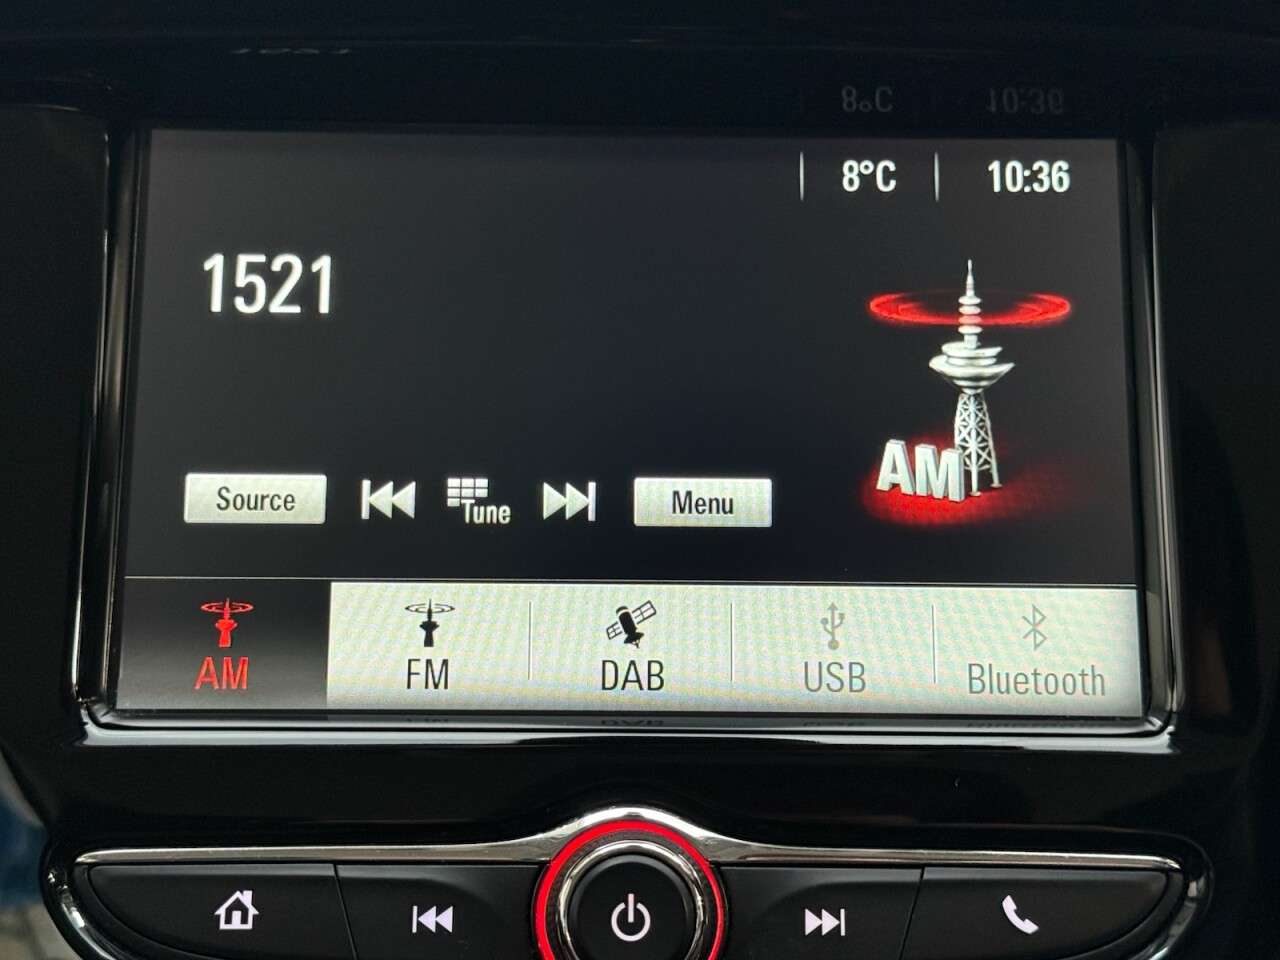 8°C 10:36
1521
AM
Source Tune Menu
AM FM DAB USB Bluetooth